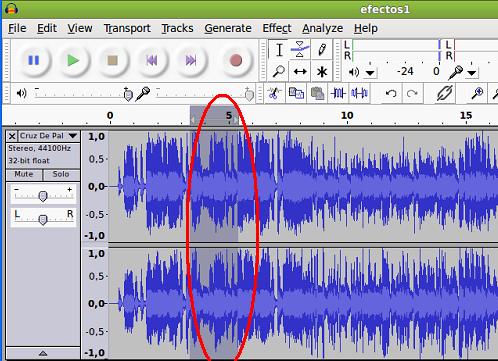 efectos1
File Edit View Transport Tracks Generate Effect Analyze Help
L
R
-24 0
L
R
- +
- +
0 5 10 15
Cruz De Pal
Stereo, 44100Hz
32-bit float
Mute Solo
- +
L R
1,0
0,5-
0,0-
-0,5-
-1,0
1,0
0,5-
0,0-
-0,5-
-1,0